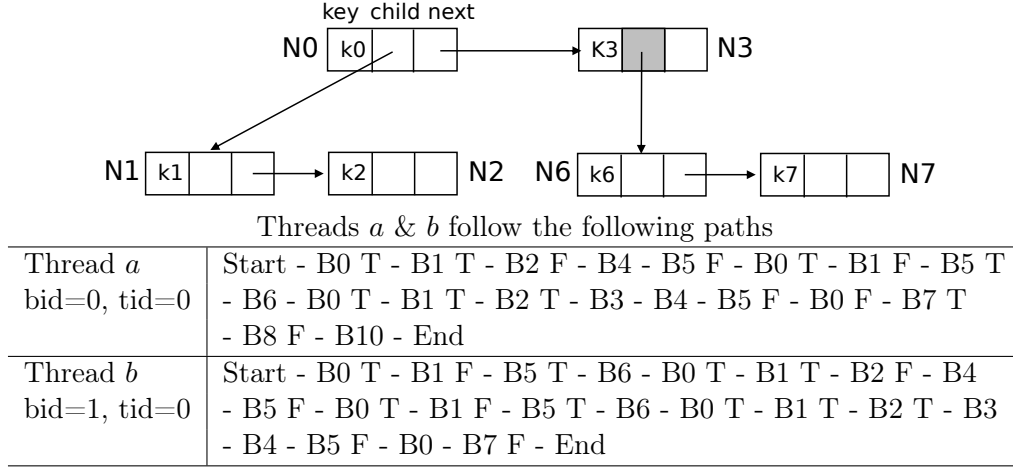 key child next
N0 k0 K3 N3
N1 k1 k2 N2 N6 k6 k7 N7
Threads a & b follow the following paths
Thread a Start - B0 T - B1 T - B2 F - B4 - B5 F - B0 T - B1 F - B5 T
bid=0, tid=0 - B6 - B0 T - B1 T - B2 T - B3 - B4 - B5 F - B0 F - B7 T
- B8 F - B10 - End
Thread b Start - B0 T - B1 F - B5 T - B6 - B0 T - B1 T - B2 F - B4
bid=1, tid=0 - B5 F - B0 T - B1 F - B5 T - B6 - B0 T - B1 T - B2 T - B3
- B4 - B5 F - B0 - B7 F - End